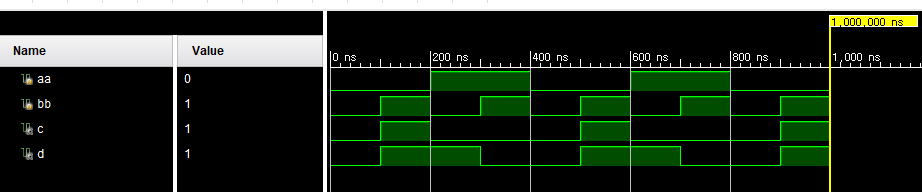 1,000,000 ns
Name Value
0 ns 200 ns 400 ns 600 ns 800 ns 1,000 ns
aa 0
bb 1
c 1
d 1